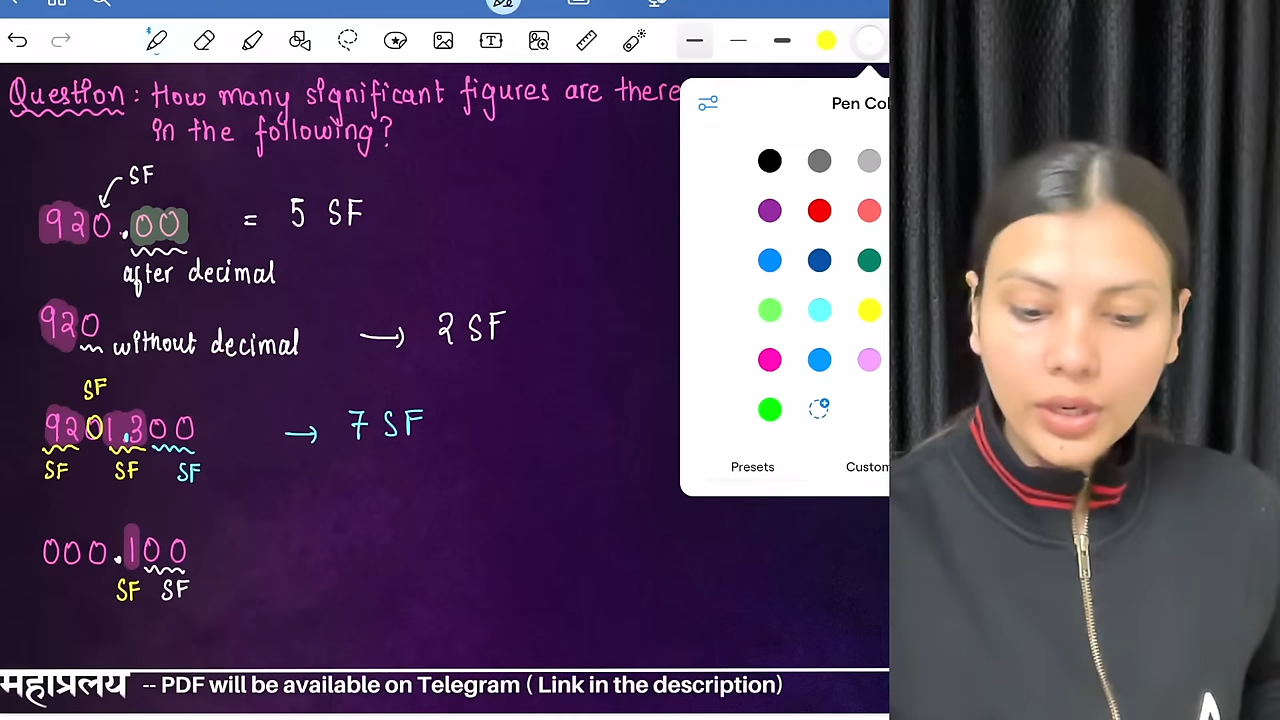 Question : How many significant figures are there
in the following?
SF
920.00 = 5 SF
after decimal
920 without decimal → 2 SF
SF
9201.300 → 7 SF
SF SF SF
000.100
SF SF
Pen Col
Presets Custom
महाप्रलय -- PDF will be available on Telegram ( Link in the description)